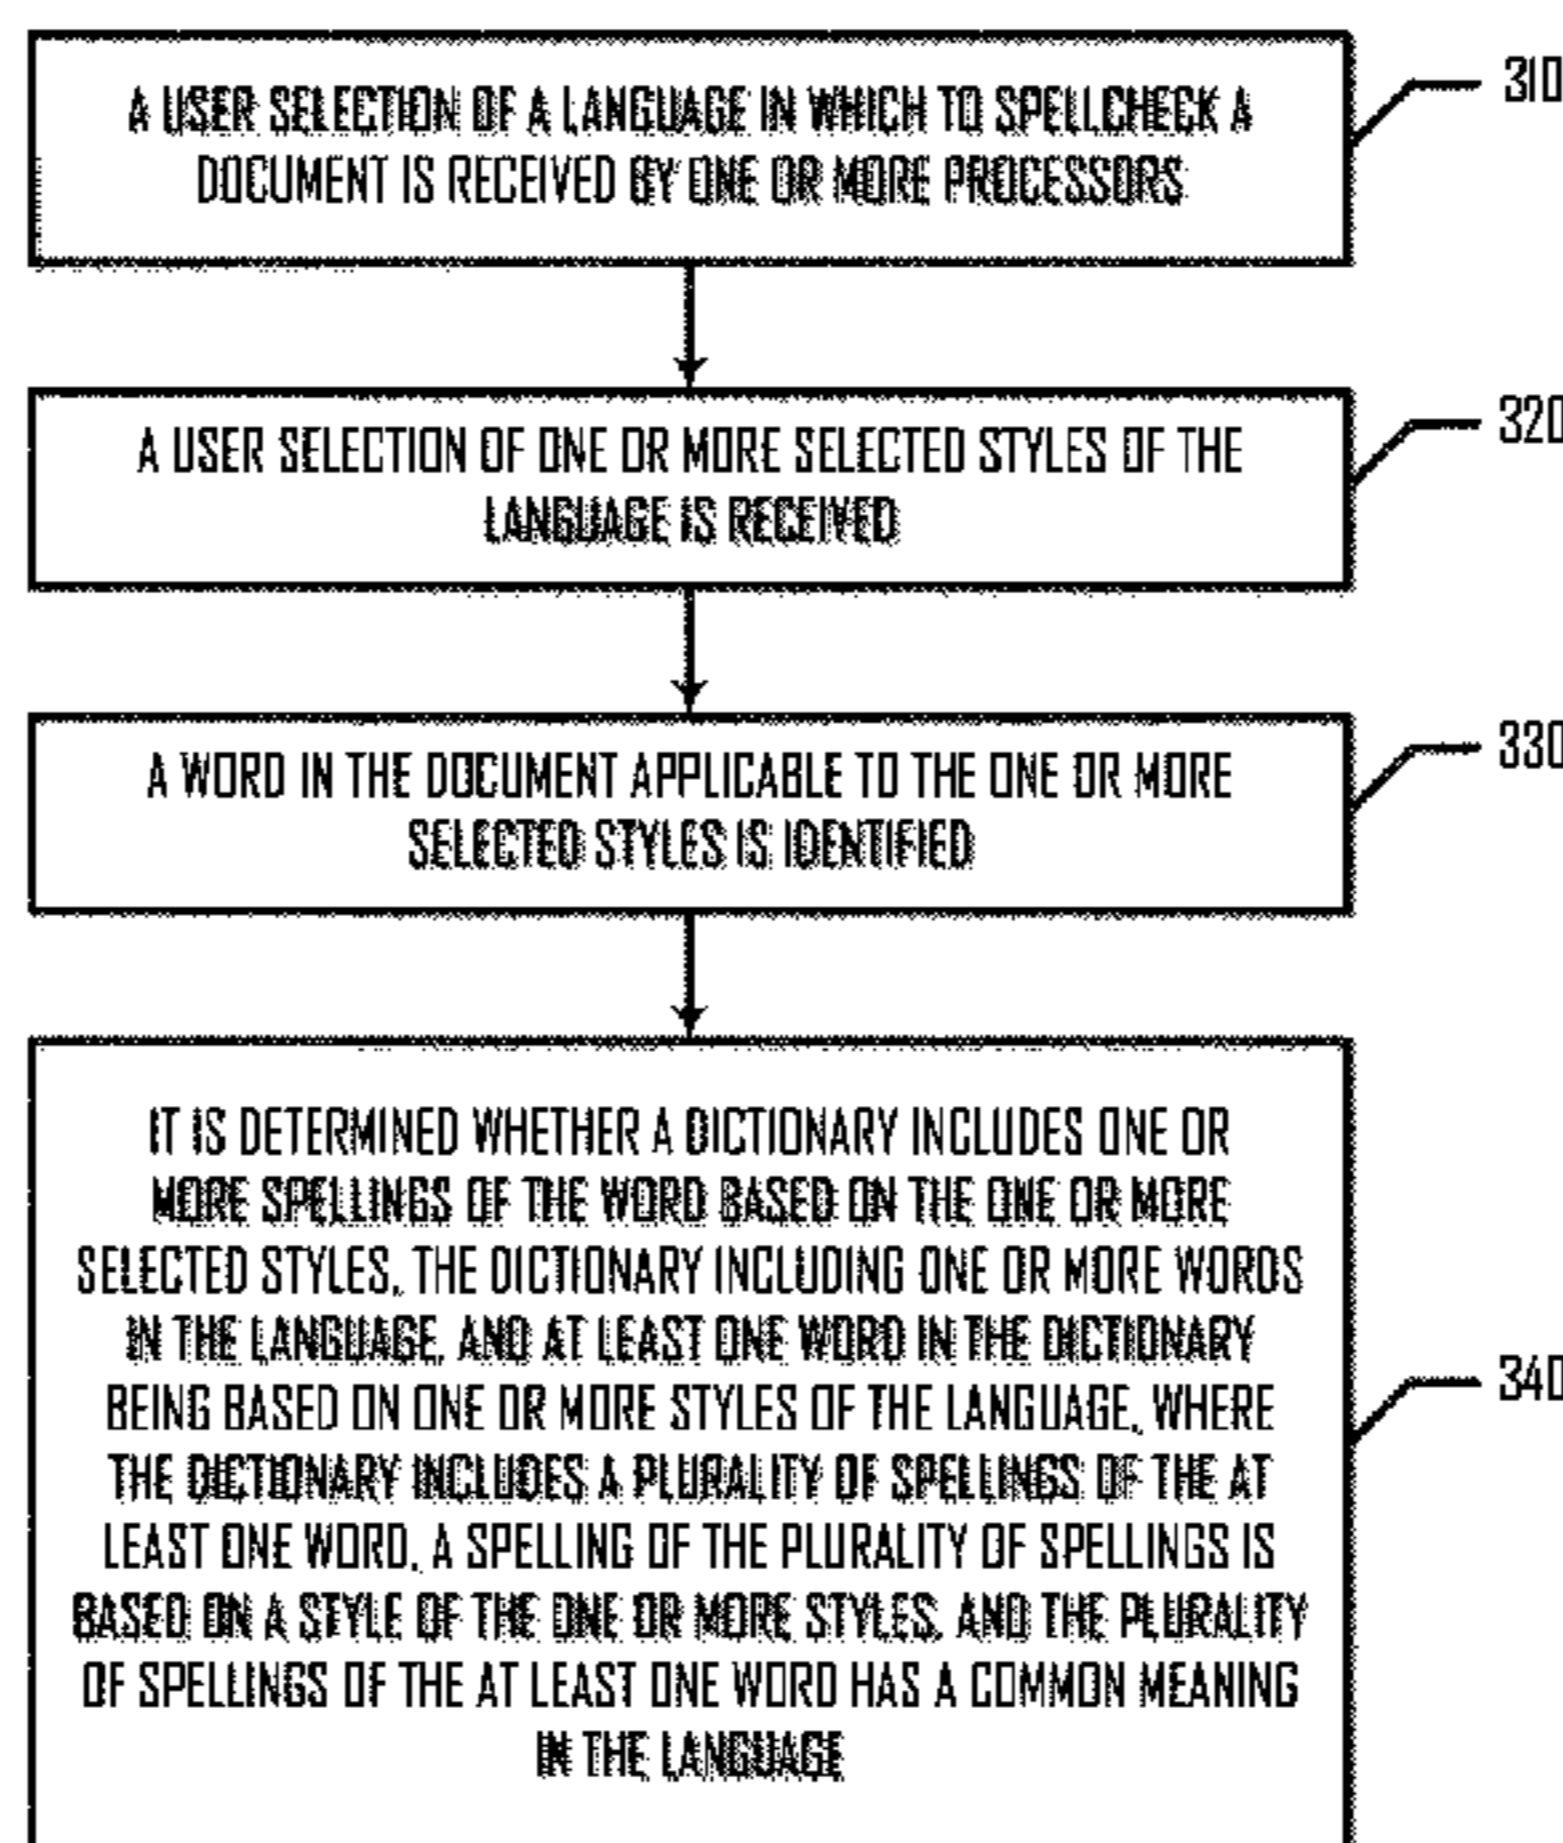 A USER SELECTION OF A LANGUAGE IN WHICH TO SPELLCHECK A
DOCUMENT IS RECEIVED BY ONE OR MORE PROCESSORS
310
A USER SELECTION OF ONE OR MORE SELECTED STYLES OF THE
LANGUAGE IS RECEIVED
320
A WORD IN THE DOCUMENT APPLICABLE TO THE ONE OR MORE
SELECTED STYLES IS IDENTIFIED
330
IT IS DETERMINED WHETHER A DICTIONARY INCLUDES ONE OR
MORE SPELLINGS OF THE WORD BASED ON THE ONE OR MORE
SELECTED STYLES, THE DICTIONARY INCLUDING ONE OR MORE WORDS
IN THE LANGUAGE, AND AT LEAST ONE WORD IN THE DICTIONARY
BEING BASED ON ONE OR MORE STYLES OF THE LANGUAGE, WHERE
THE DICTIONARY INCLUDES A PLURALITY OF SPELLINGS OF THE AT
LEAST ONE WORD, A SPELLING OF THE PLURALITY OF SPELLINGS IS
BASED ON A STYLE OF THE ONE OR MORE STYLES, AND THE PLURALITY
OF SPELLINGS OF THE AT LEAST ONE WORD HAS A COMMON MEANING
IN THE LANGUAGE
340